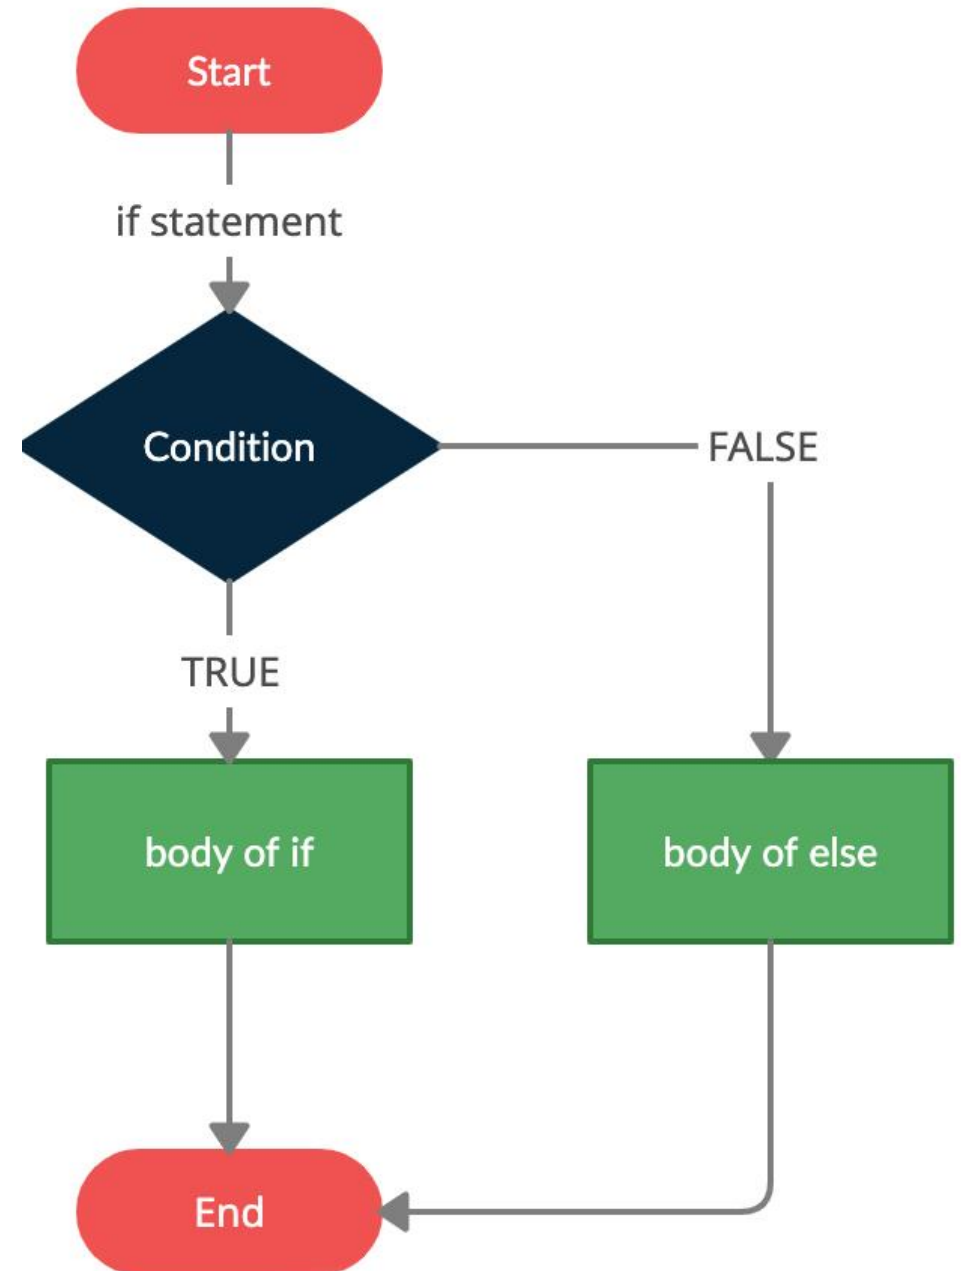 Start
if statement
Condition
FALSE
TRUE
body of if
body of else
End